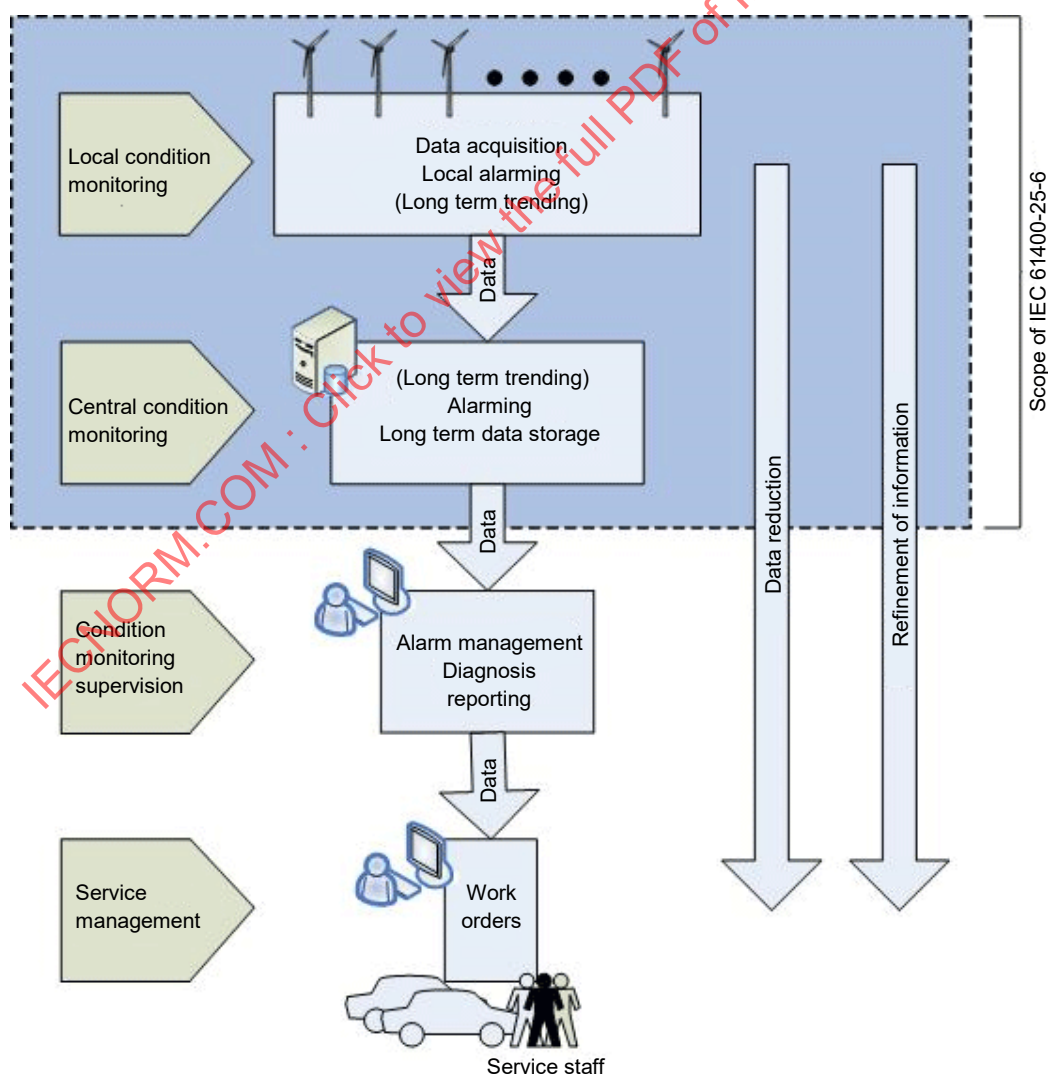 Local condition
monitoring
Data acquisition
Local alarming
(Long term trending)
Data
Central condition
monitoring
(Long term trending)
Alarming
Long term data storage
Data
Condition
monitoring
supervision
Alarm management
Diagnosis
reporting
Data
Service
management
Work
orders
Service staff
Data reduction
Refinement of information
Scope of IEC 61400-25-6
IECNORM.COM : Click to view the full PDF of